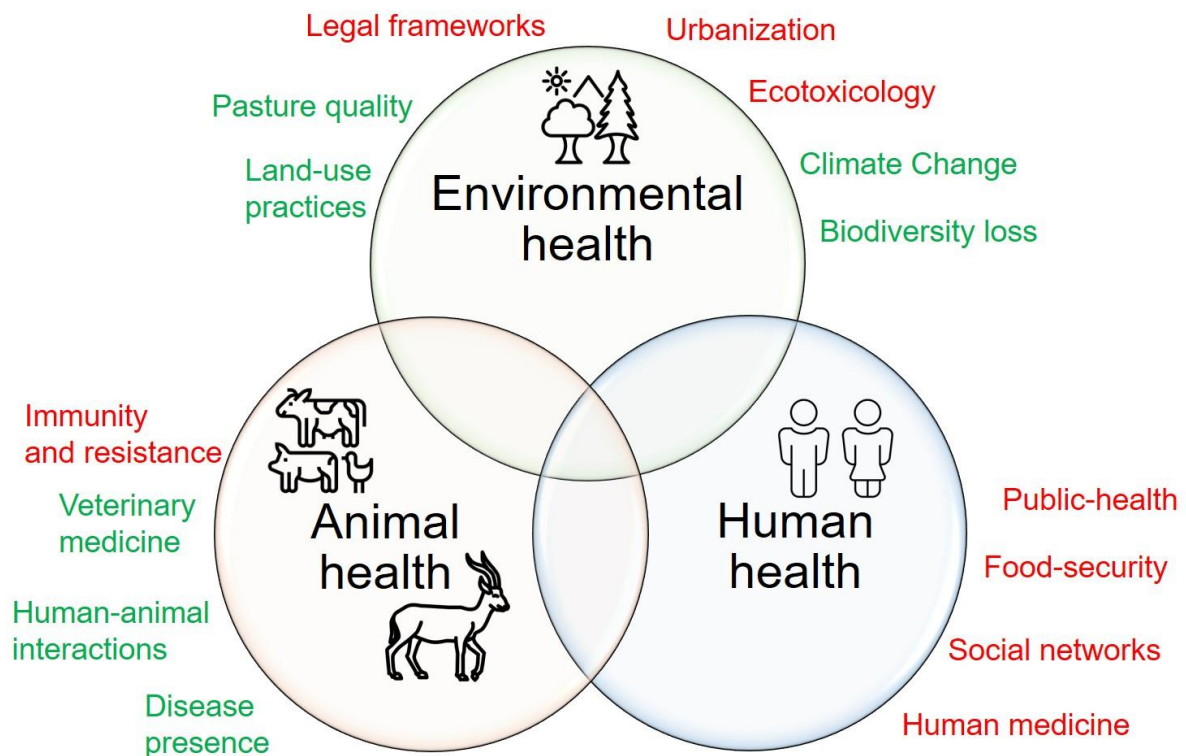 Legal frameworks
Urbanization
Pasture quality
Ecotoxicology
Land-use
practices
Climate Change
Biodiversity loss
Environmental
health
Immunity
and resistance
Veterinary
medicine
Human-animal
interactions
Disease
presence
Animal
health
Human
health
Public-health
Food-security
Social networks
Human medicine